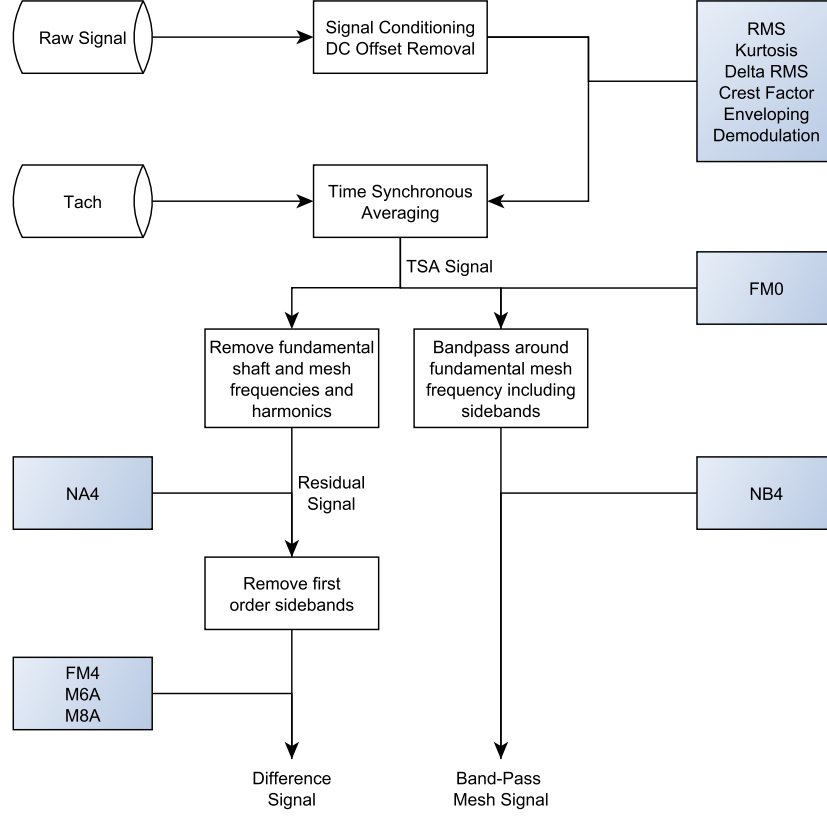 Raw Signal
Signal Conditioning
DC Offset Removal
RMS
Kurtosis
Delta RMS
Crest Factor
Enveloping
Demodulation
Tach
Time Synchronous
Averaging
TSA Signal
FM0
Remove fundamental
shaft and mesh
frequencies and
harmonics
Bandpass around
fundamental mesh
frequency including
sidebands
NA4
Residual
Signal
NB4
Remove first
order sidebands
FM4
M6A
M8A
Difference
Signal
Band-Pass
Mesh Signal